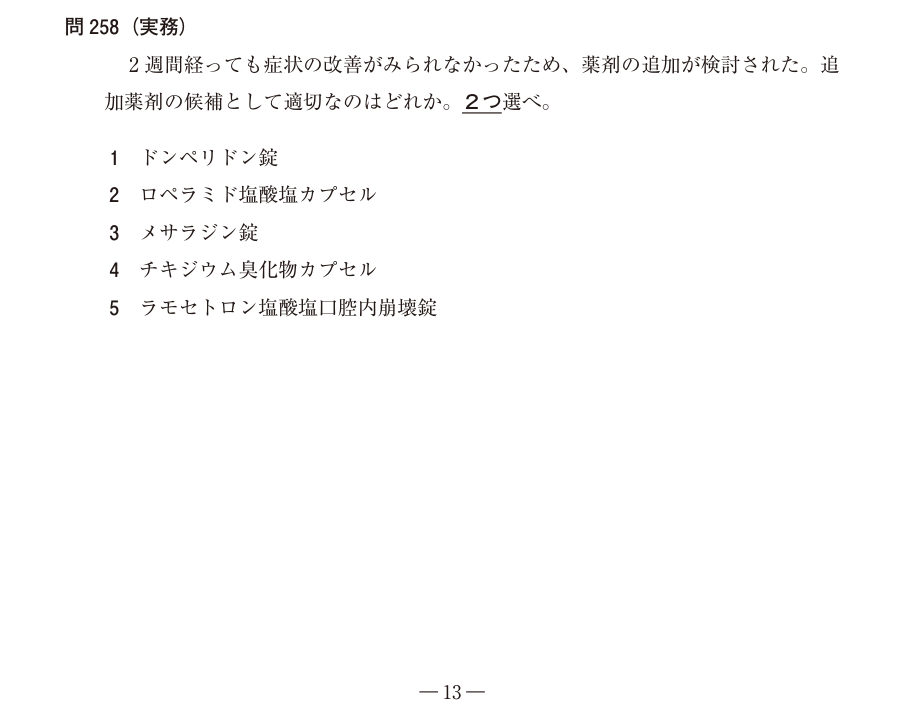 問 258（実務）
２週間経っても症状の改善がみられなかったため、薬剤の追加が検討された。追
加薬剤の候補として適切なのはどれか。２つ選べ。
1 ドンペリドン錠
2 ロペラミド塩酸塩カプセル
3 メサラジン錠
4 チキジウム臭化物カプセル
5 ラモセトロン塩酸塩口腔内崩壊錠
— 13 —